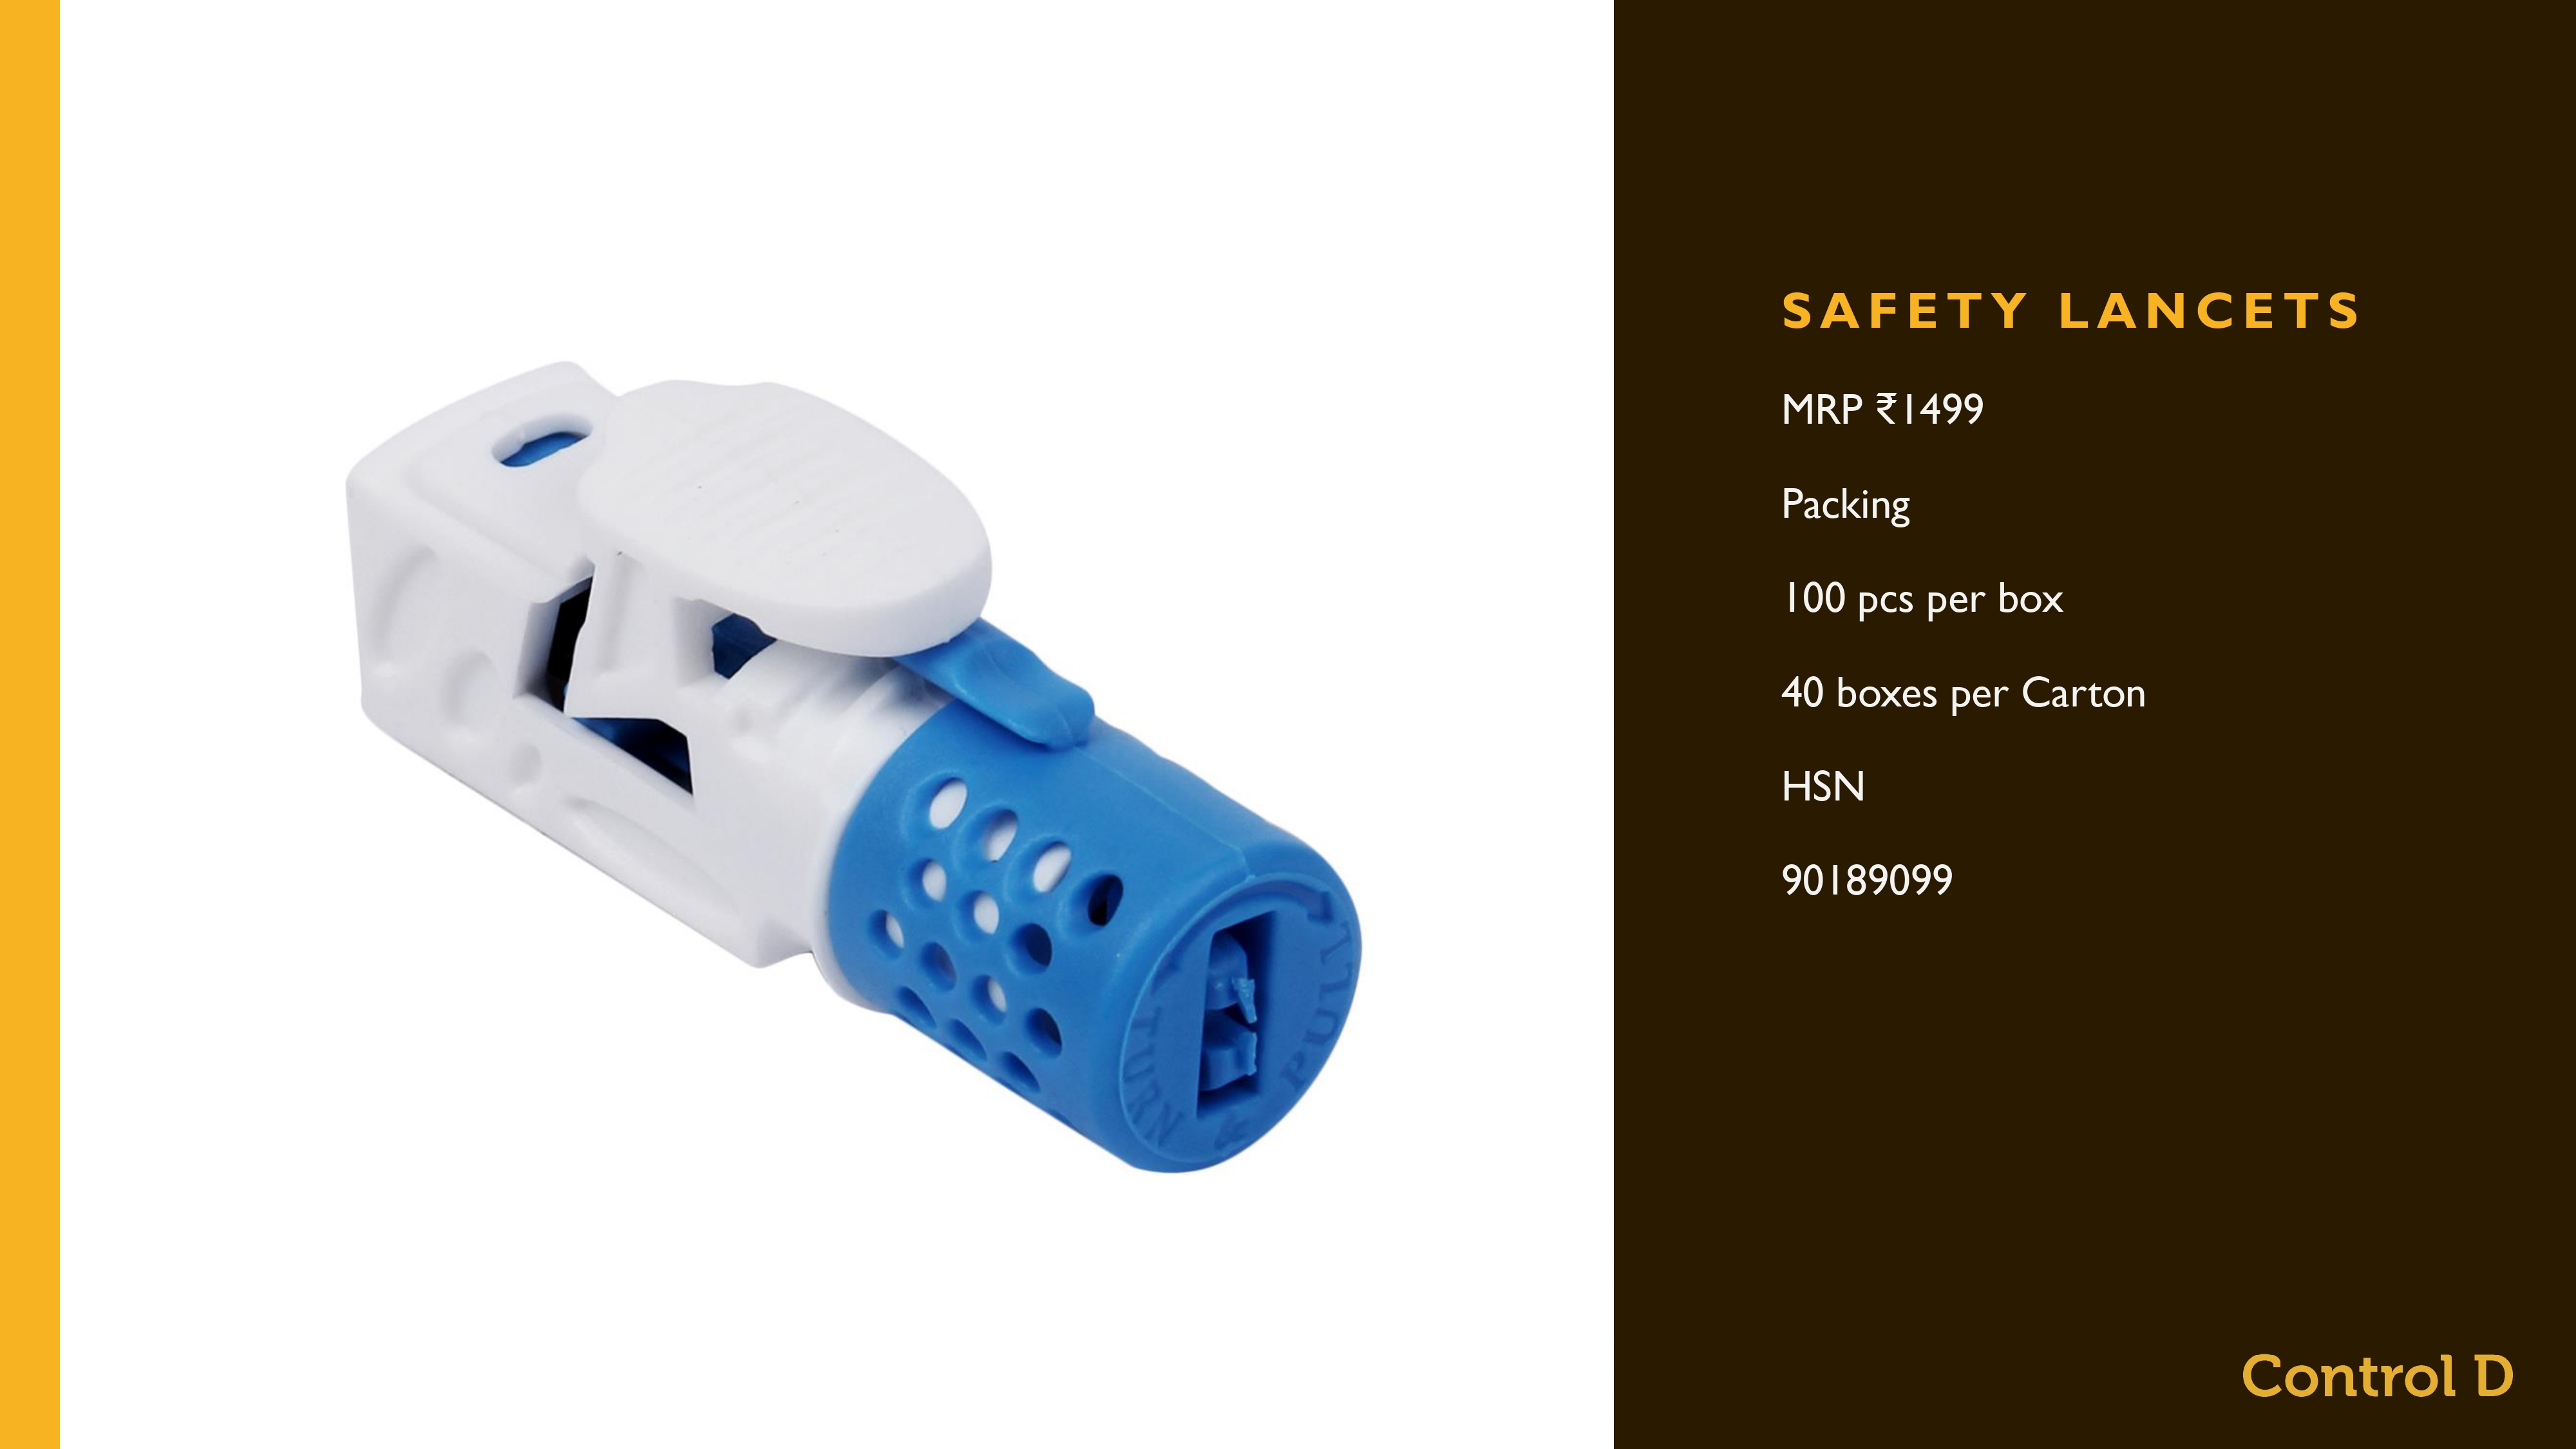 SAFETY LANCETS
MRP ₹1499
Packing
100 pcs per box
40 boxes per Carton
HSN
90189099
TURN & PULL
Control D